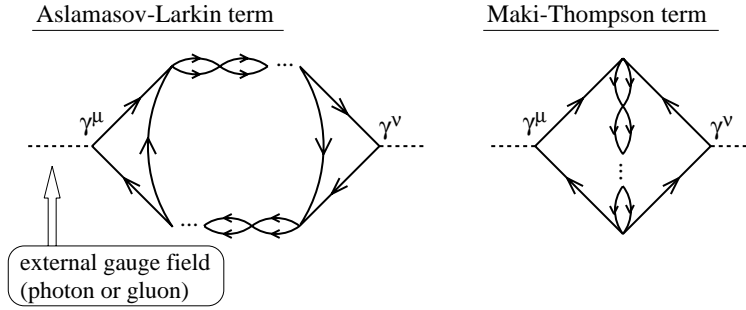 Aslamasov-Larkin term
Maki-Thompson term
γμ
γν
γμ
γν
...
...
...
external gauge field
(photon or gluon)